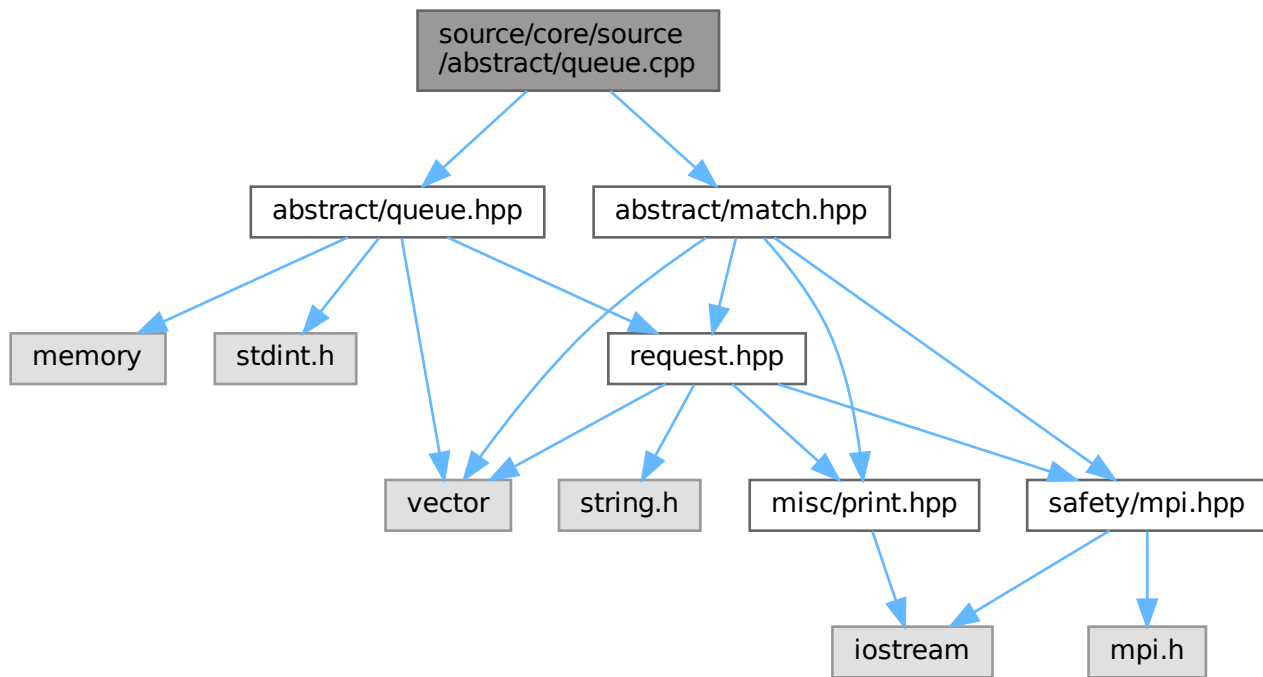 source/core/source
/abstract/queue.cpp
abstract/queue.hpp
abstract/match.hpp
memory
stdint.h
request.hpp
vector
string.h
misc/print.hpp
safety/mpi.hpp
iostream
mpi.h